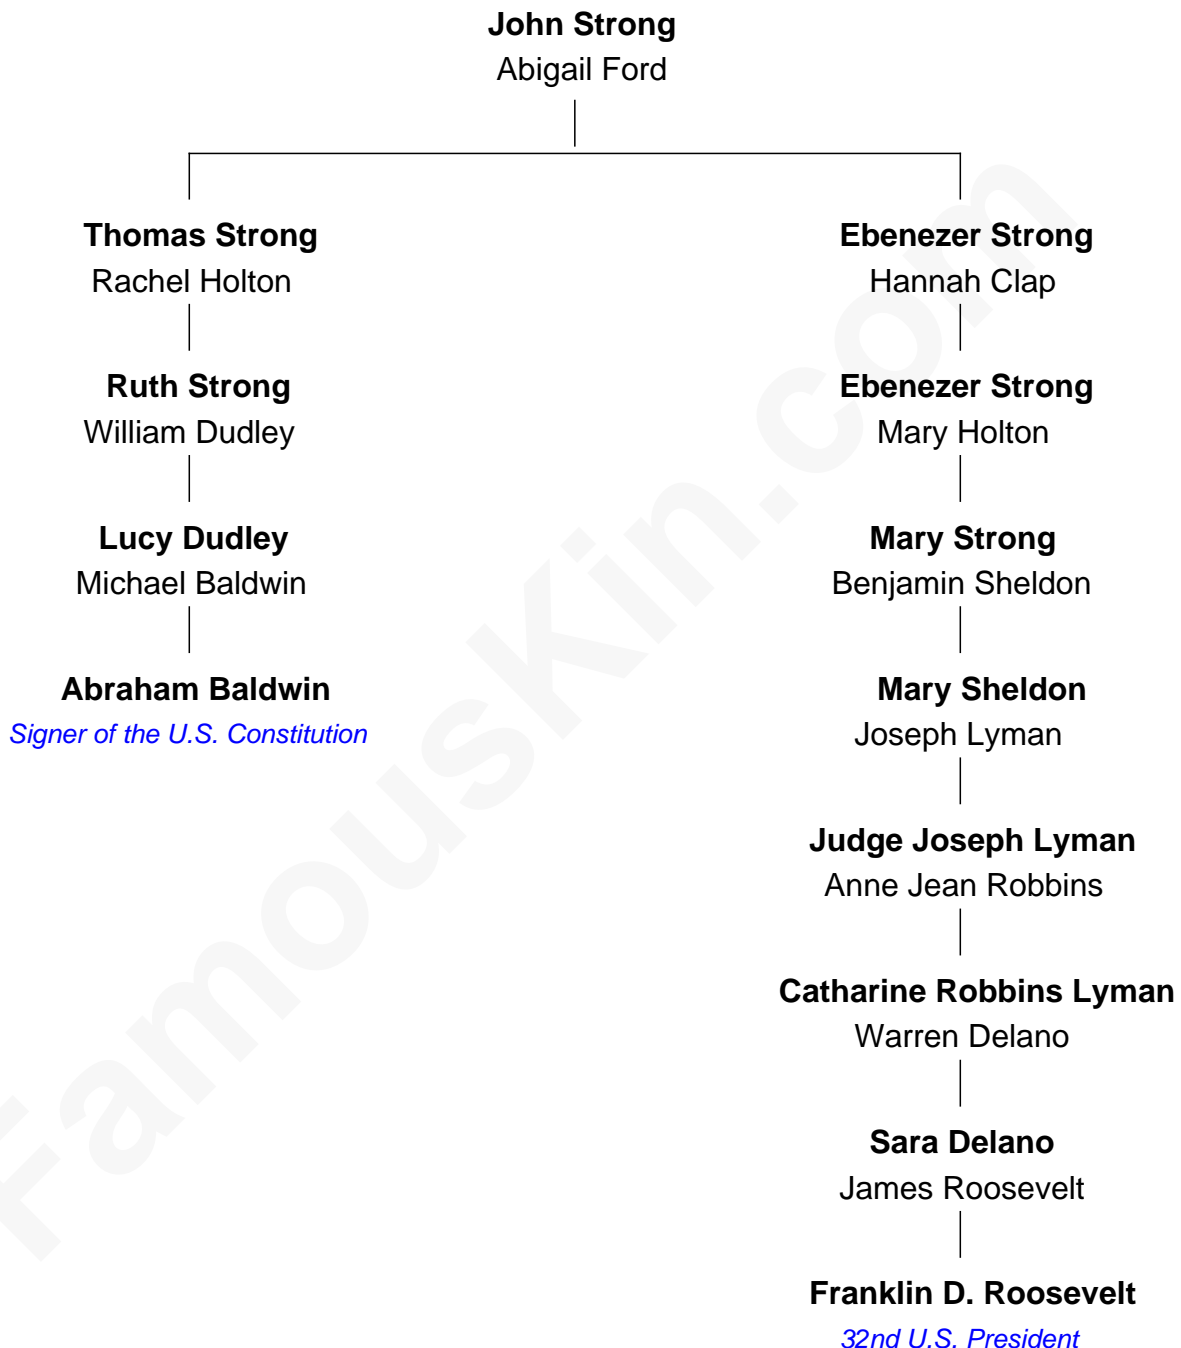 John Strong
Abigail Ford
Thomas Strong
Rachel Holton
Ruth Strong
William Dudley
Lucy Dudley
Michael Baldwin
Abraham Baldwin
Signer of the U.S. Constitution
Ebenezer Strong
Hannah Clap
Ebenezer Strong
Mary Holton
Mary Strong
Benjamin Sheldon
Mary Sheldon
Joseph Lyman
Judge Joseph Lyman
Anne Jean Robbins
Catharine Robbins Lyman
Warren Delano
Sara Delano
James Roosevelt
Franklin D. Roosevelt
32nd U.S. President
FamousKin.com